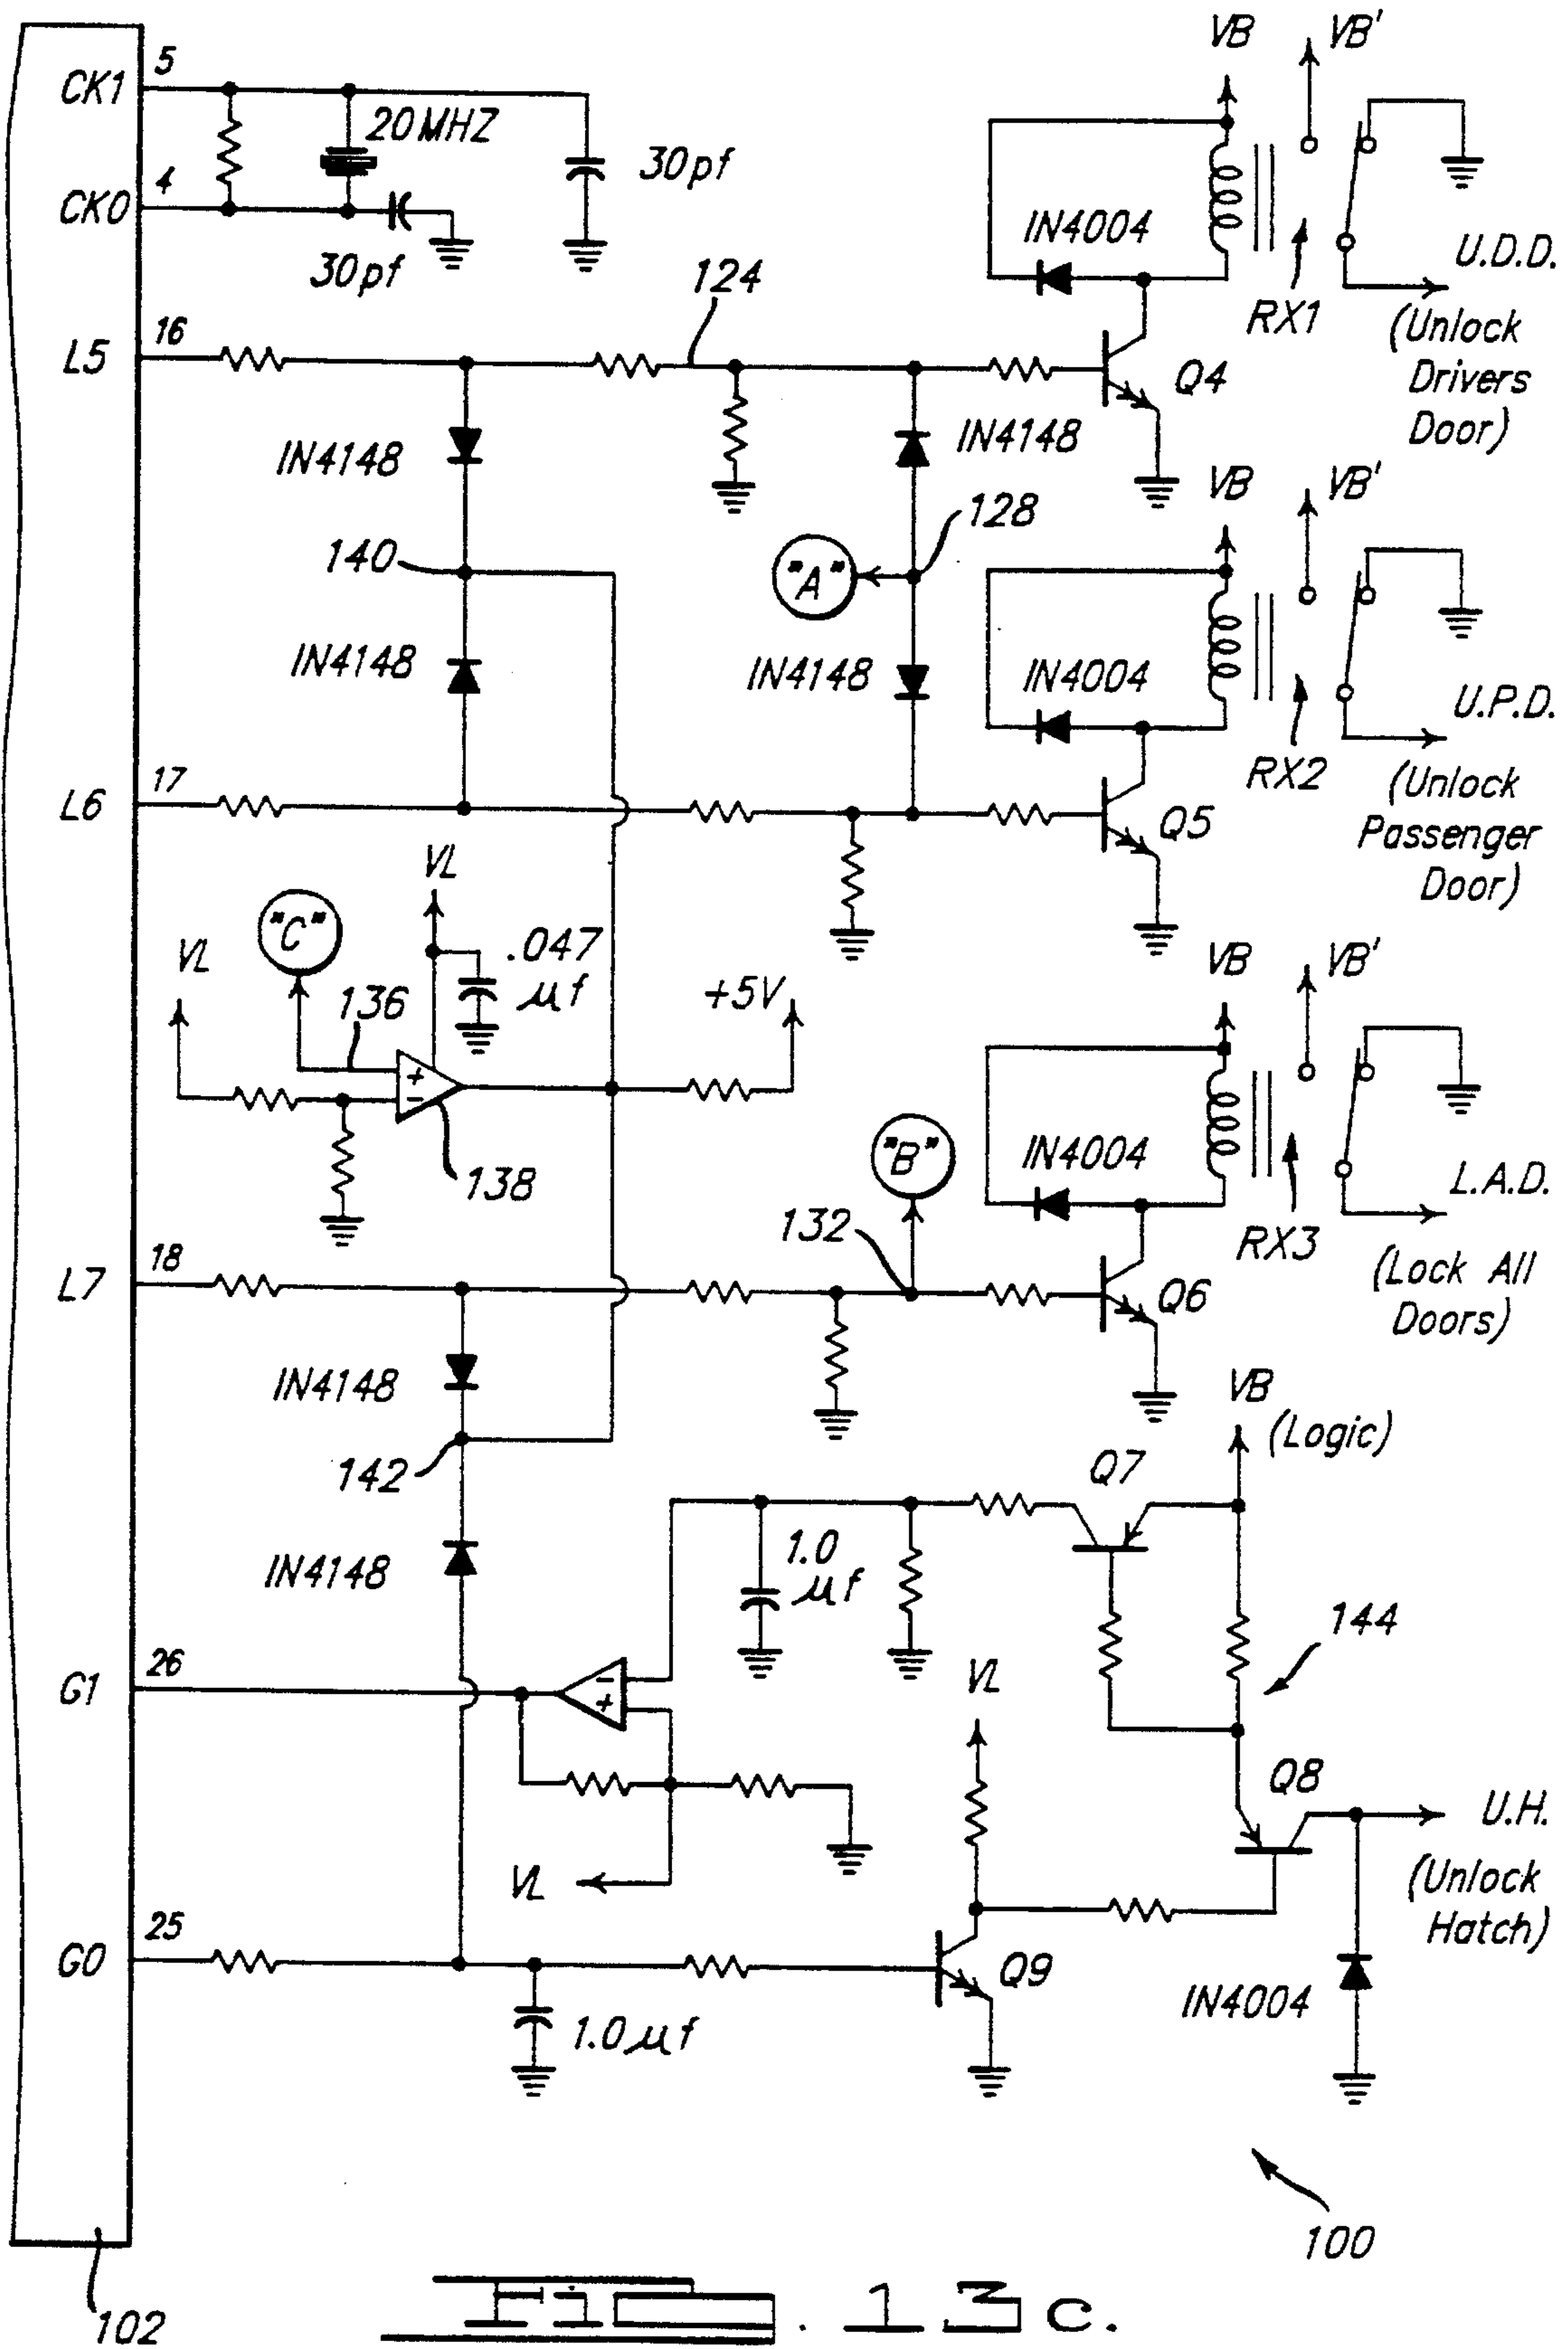 VB VB'
5
CK1
20MHZ
30pf
4
CK0
30pf
IN4004
U.D.D.
RX1
(Unlock
Drivers
Door)
124
16
L5
Q4
IN4148
IN4148
VB VB'
128
140
"A"
IN4148
IN4148
IN4004
U.P.D.
RX2
(Unlock
Passenger
Door)
17
L6
Q5
VL
"C"
.047
μf
VL
136
+5V
VB VB'
+
-
138
"B"
IN4004
L.A.D.
132
RX3
(Lock All
Doors)
18
L7
Q6
IN4148
VB
(Logic)
142
Q7
1.0
μf
IN4148
144
26
G1
-
+
VL
Q8
U.H.
(Unlock
Hatch)
VL
25
G0
Q9
IN4004
1.0μf
100
102
FIG. 13c.